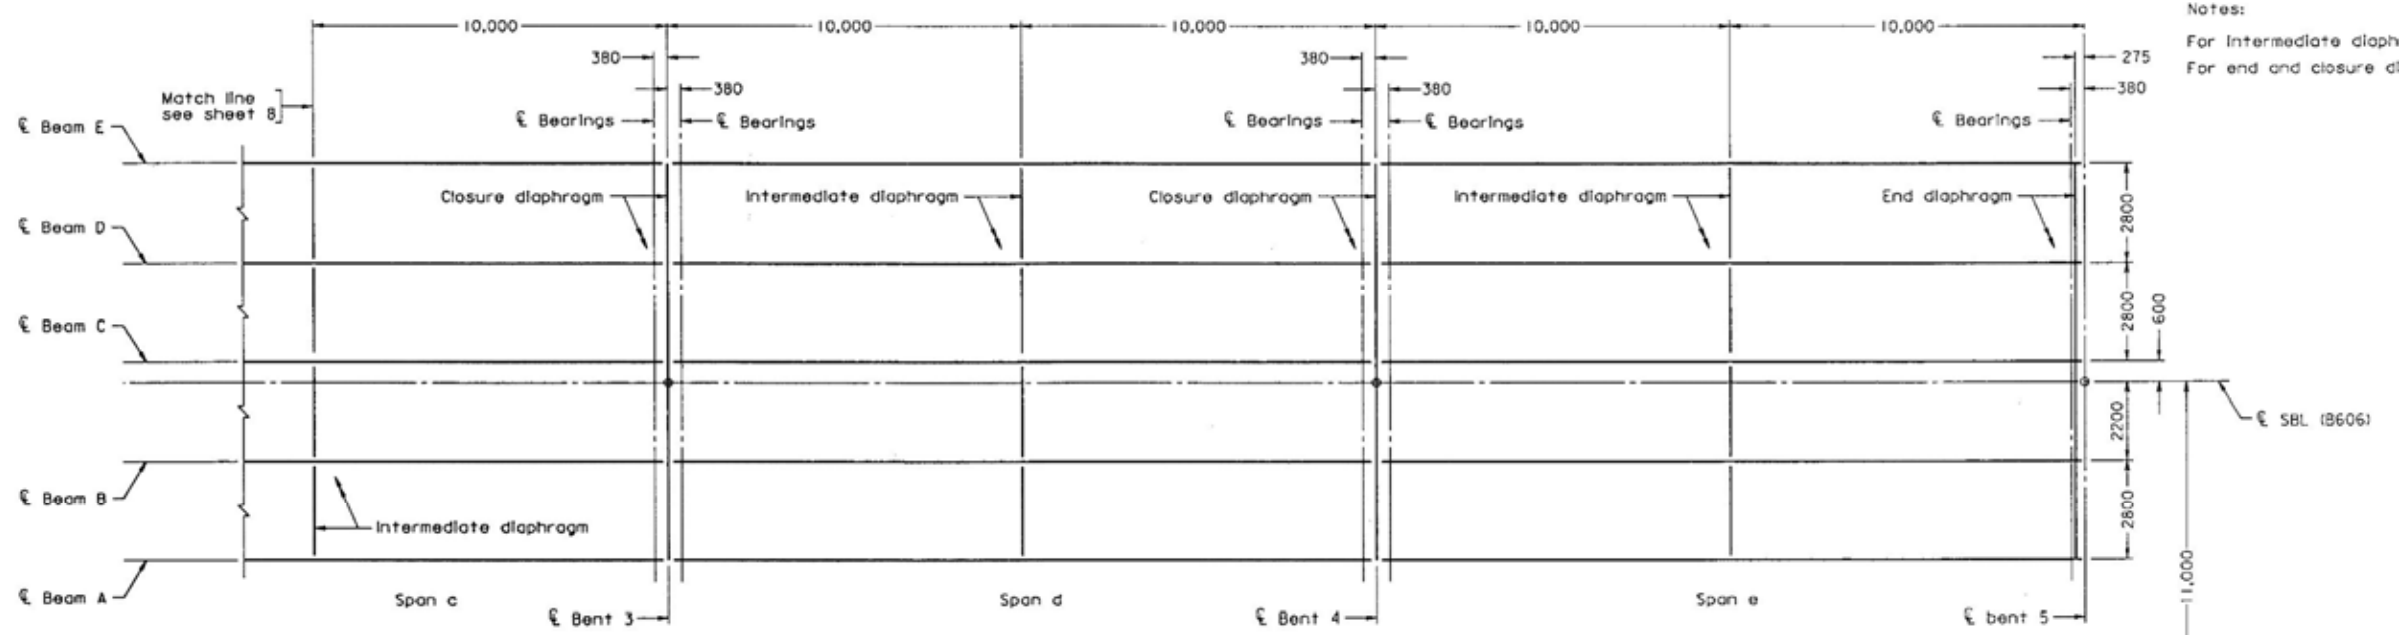 10,000 10,000 10,000 10,000 10,000
Notes:
For intermediate diaph
For end and closure di
380 380 275
380 380 380
Match line
see sheet 8
℄ Bearings ℄ Bearings ℄ Bearings ℄ Bearings ℄ Bearings
℄ Beam E
Closure diaphragm Intermediate diaphragm Closure diaphragm Intermediate diaphragm End diaphragm
2800
℄ Beam D
2800
600
℄ Beam C
2200
℄ SBL (B606)
℄ Beam B
2800
Intermediate diaphragm
11,000
℄ Beam A
Span c Span d Span e
℄ Bent 3 ℄ Bent 4 ℄ bent 5